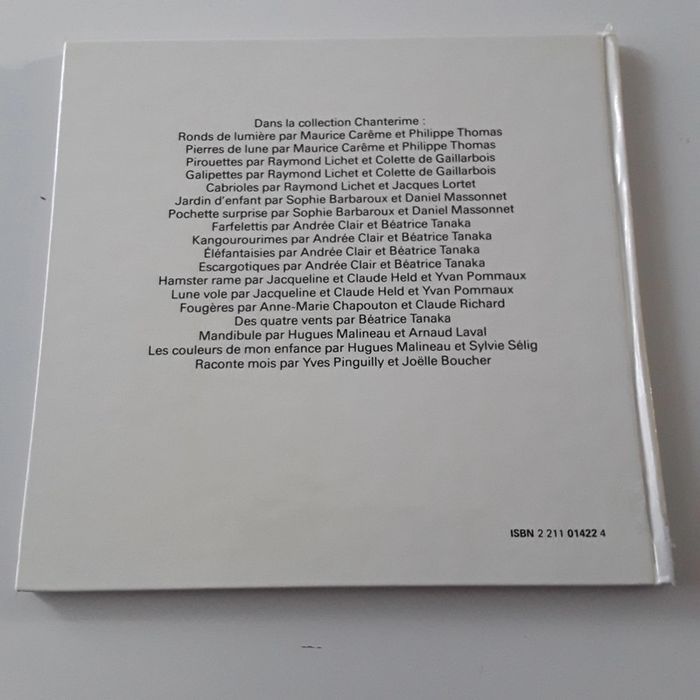 Dans la collection Chanterime :
Ronds de lumière par Maurice Carême et Philippe Thomas
Pierres de lune par Maurice Carême et Philippe Thomas
Pirouettes par Raymond Lichet et Colette de Gaillarbois
Galipettes par Raymond Lichet et Colette de Gaillarbois
Cabrioles par Raymond Lichet et Jacques Lortet
Jardin d'enfant par Sophie Barbaroux et Daniel Massonnet
Pochette surprise par Sophie Barbaroux et Daniel Massonnet
Farfelettis par Andrée Clair et Béatrice Tanaka
Kangourourimes par Andrée Clair et Béatrice Tanaka
Éléfantaisies par Andrée Clair et Béatrice Tanaka
Escargotiques par Andrée Clair et Béatrice Tanaka
Hamster rame par Jacqueline et Claude Held et Yvan Pommaux
Lune vole par Jacqueline et Claude Held et Yvan Pommaux
Fougères par Anne-Marie Chapouton et Claude Richard
Des quatre vents par Béatrice Tanaka
Mandibule par Hugues Malineau et Arnaud Laval
Les couleurs de mon enfance par Hugues Malineau et Sylvie Sélig
Raconte mois par Yves Pinguilly et Joëlle Boucher
ISBN 2 211 01422 4